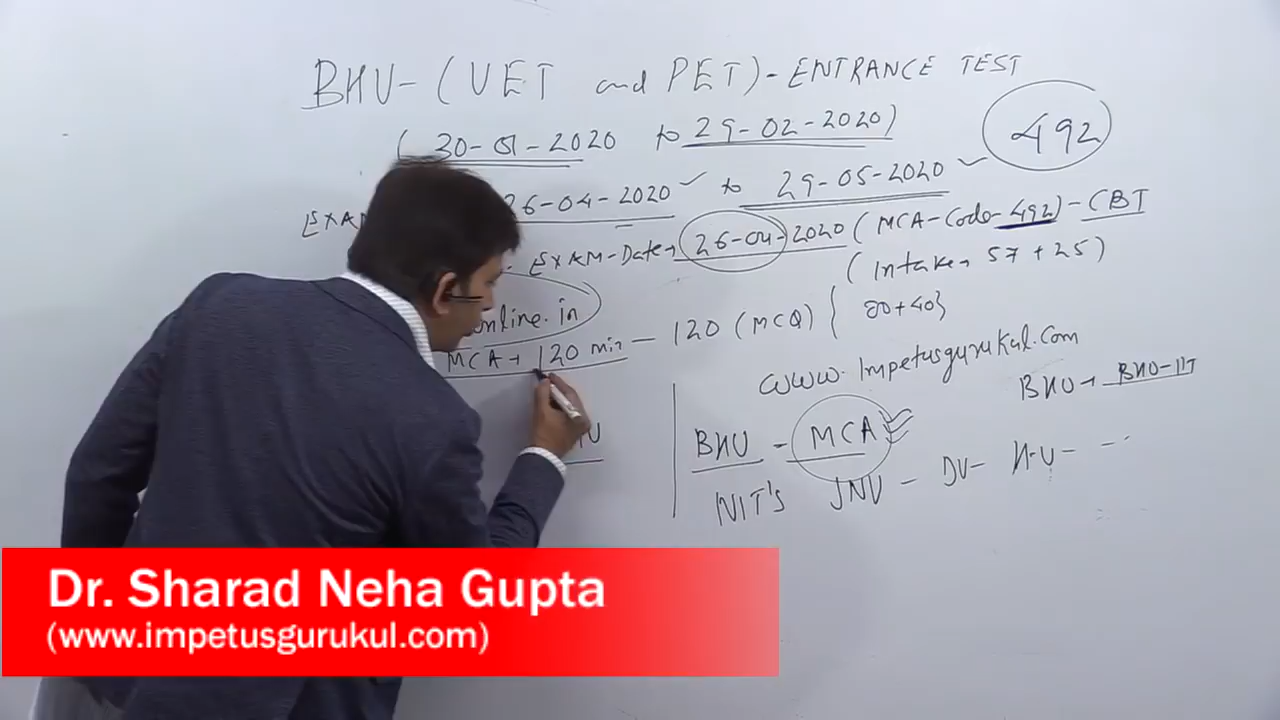 BHU-(UET and PET)-ENTRANCE TEST
(30-01-2020 to 29-02-2020)
492
26-04-2020 ✓ to 29-05-2020 ✓
EXAM-Date→ 26-04-2020 (MCA-Code-492)-CBT
(Intake→ 57+25)
online.in
MCA→ 120 min — 120 (MCQ) { 80+40}
www.Impetusgurukul.com
BHU→ BHU-IIT
BHU - MCA
NIT's JNU - DU- H.U-
Dr. Sharad Neha Gupta
(www.impetusgurukul.com)